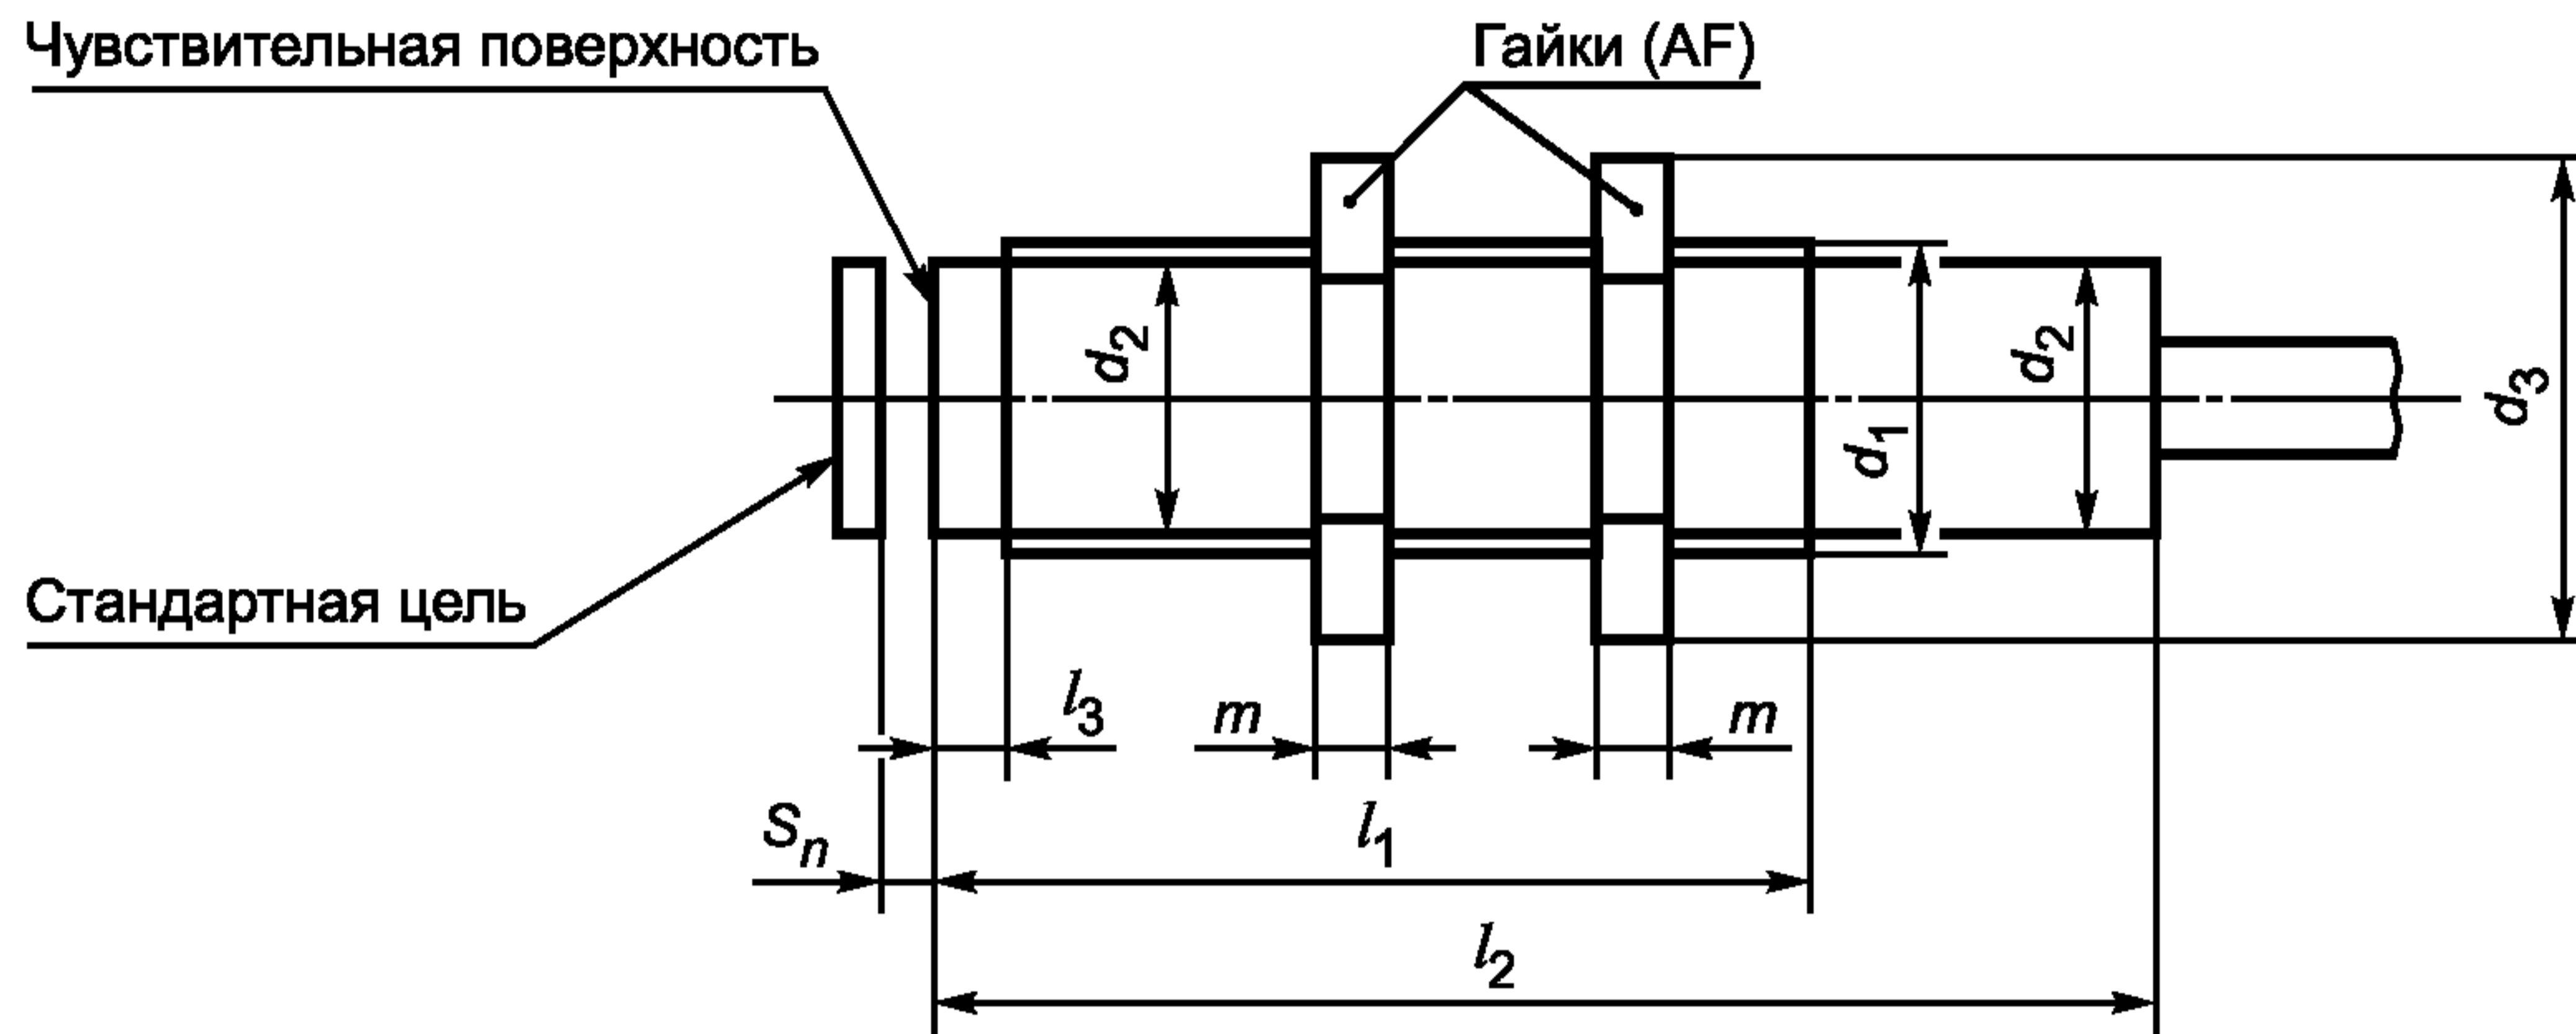 Чувствительная поверхность
Гайки (AF)
d2
d1
d2
d3
Стандартная цель
l3
m
m
Sn
l1
l2